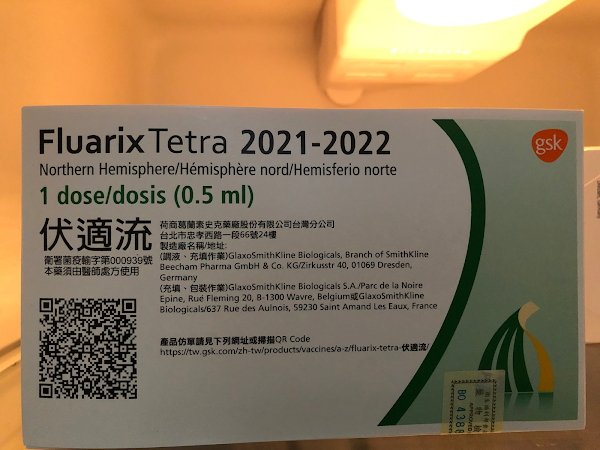 Fluarix Tetra 2021-2022
gsk
Northern Hemisphere/Hémisphère nord/Hemisferio norte
1 dose/dosis (0.5 ml)
伏適流
衛署菌疫輸字第000939號
本藥須由醫師處方使用
荷商葛蘭素史克藥廠股份有限公司台灣分公司
台北市忠孝西路一段66號24樓
製造廠名稱/地址:
(調液、充填作業)GlaxoSmithKline Biologicals, Branch of SmithKline
Beecham Pharma GmbH & Co. KG/Zirkusstr 40, 01069 Dresden,
Germany
(充填、包裝作業)GlaxoSmithKline Biologicals S.A./Parc de la Noire
Epine, Rue Fleming 20, B-1300 Wavre, Belgium或GlaxoSmithKline
Biologicals/637 Rue des Aulnois, 59230 Saint Amand Les Eaux, France
產品仿單請見下列網址或掃描QR Code
https://tw.gsk.com/zh-tw/products/vaccines/a-z/fluarix-tetra-伏適流/